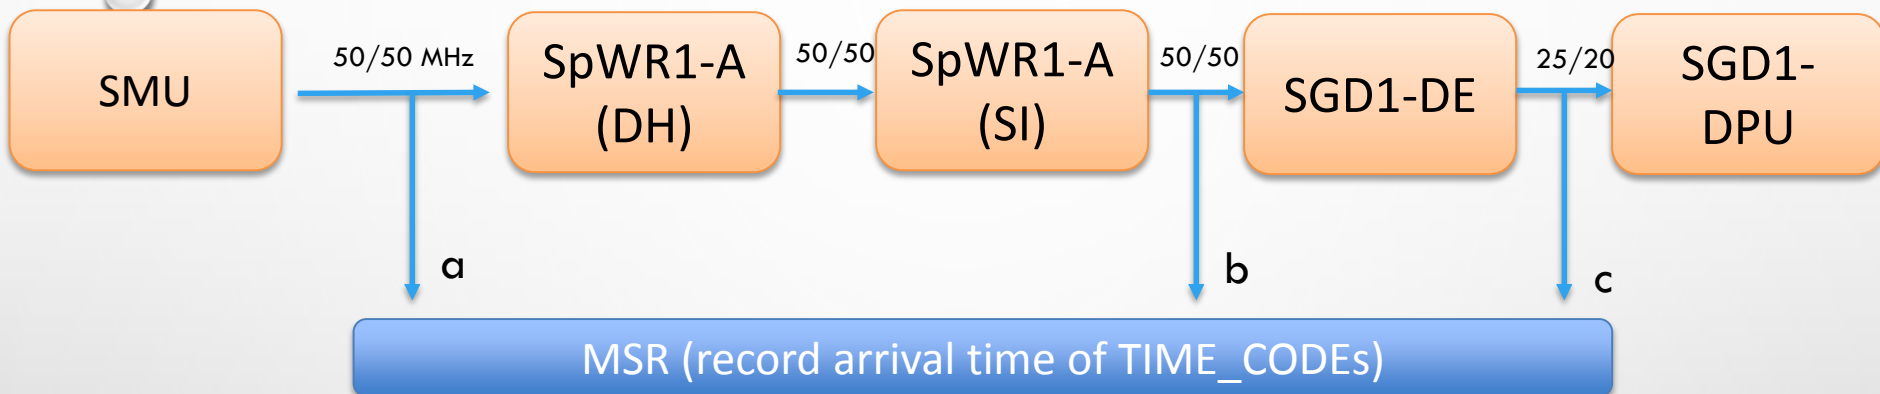 SMU
50/50 MHz
SpWR1-A
(DH)
50/50
SpWR1-A
(SI)
50/50
SGD1-DE
25/20
SGD1-
DPU
a
b
c
MSR (record arrival time of TIME_CODEs)